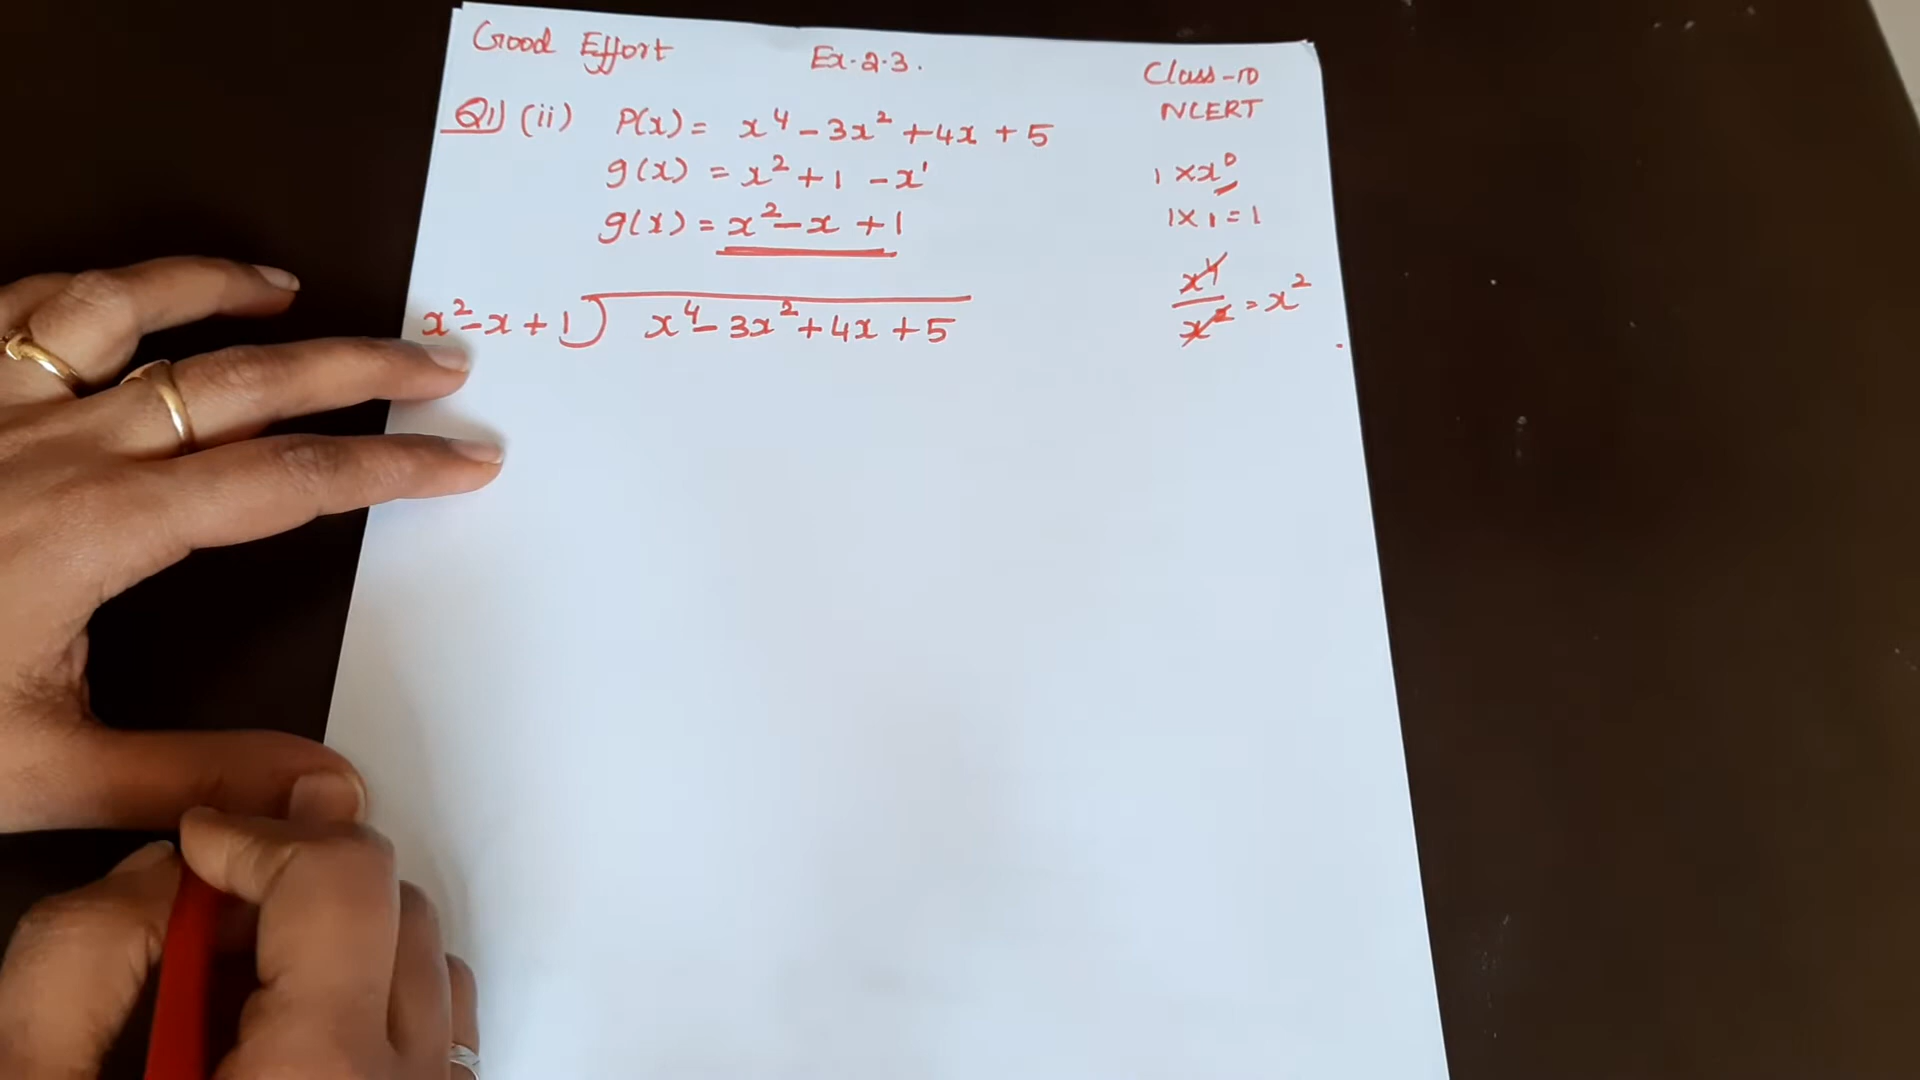 Good Effort Ex-2.3. Class-10
NCERT
Q1) (ii) P(x) = x⁴ - 3x² + 4x + 5
g(x) = x² + 1 - x¹
g(x) = x² - x + 1
x² - x + 1 ) x⁴ - 3x² + 4x + 5
1 × x⁰
1 × 1 = 1
x⁴/x² = x²